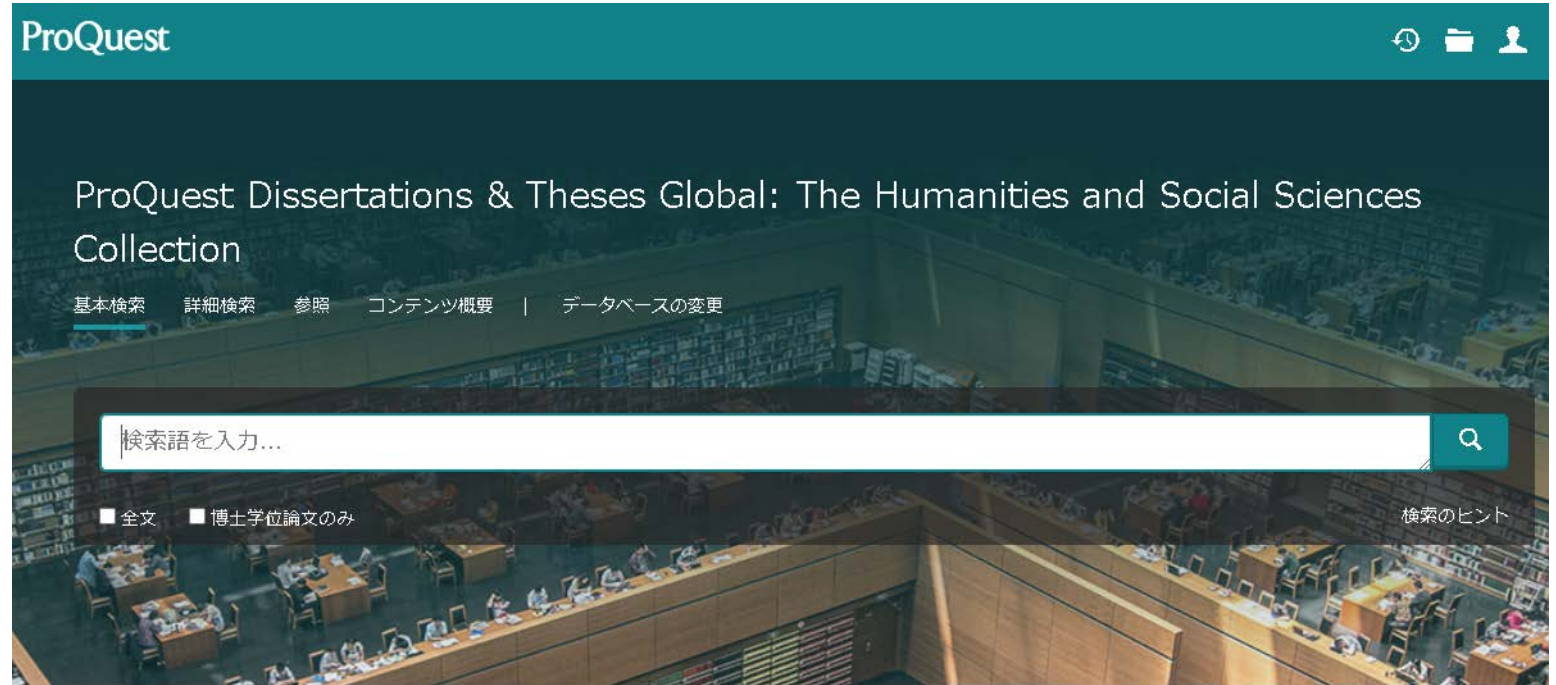 ProQuest
ProQuest Dissertations & Theses Global: The Humanities and Social Sciences
Collection
基本検索 詳細検索 参照 コンテンツ概要 | データベースの変更
検索語を入力...
全文 博士学位論文のみ 検索のヒント